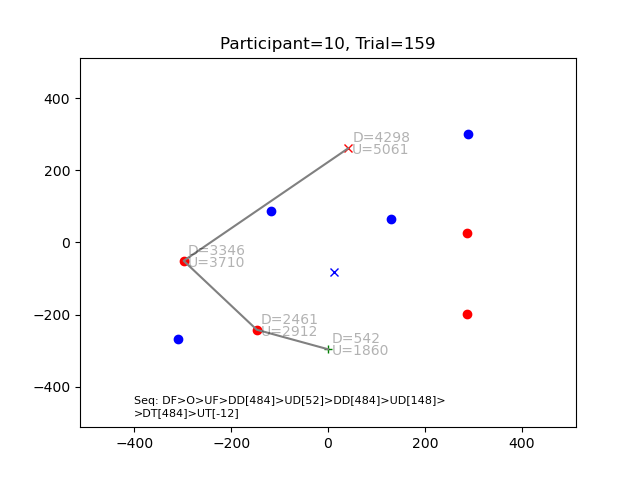 Participant=10, Trial=159
400
200
0
−200
−400
D=4298
U=5061
D=3346
U=3710
D=2461
U=2912
D=542
U=1860
Seq: DF>O>UF>DD[484]>UD[52]>DD[484]>UD[148]>
>DT[484]>UT[-12]
−400 −200 0 200 400